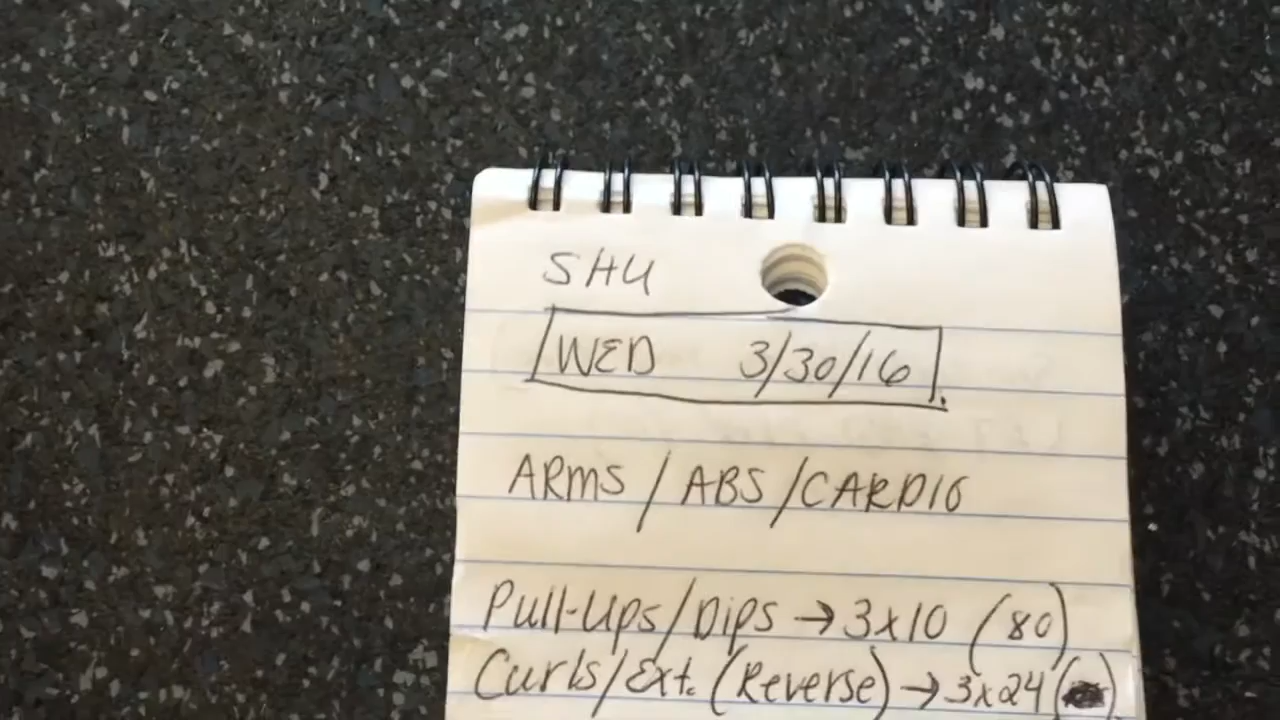 SHU
WED 3/30/16
ARMS / ABS / CARDIO
Pull-Ups/Dips → 3x10 (80)
Curls/Ext. (Reverse) → 3x24 (